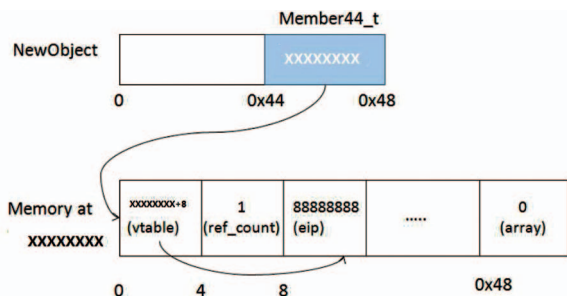 Member44_t
NewObject
XXXXXXXX
0 0x44 0x48
Memory at
XXXXXXXX
XXXXXXXX+8
(vtable)
1
(ref_count)
88888888
(eip)
.....
0
(array)
0 4 8 0x48